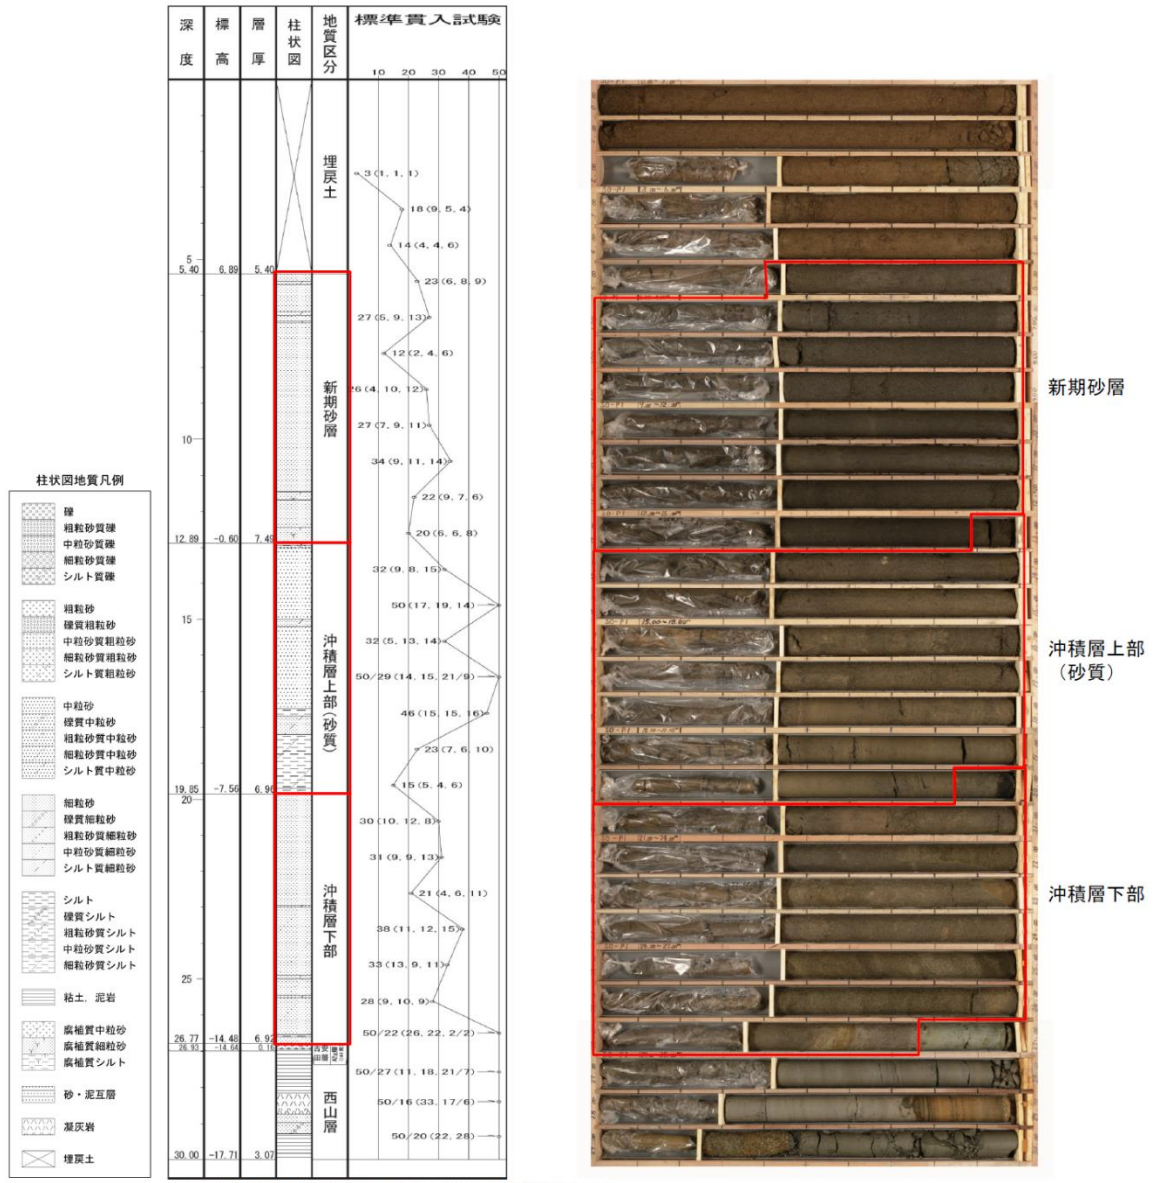 深度
標高
層厚
柱状図
地質区分
標準貫入試験
10 20 30 40 50
埋戻土
3(1, 1, 1)
18(9, 5, 4)
14(4, 4, 6)
5
5.40 6.89 5.40
23(6, 8, 9)
27(5, 9, 13)
12(2, 4, 6)
新期砂層
26(4, 10, 12)
27(7, 9, 11)
10
34(9, 11, 14)
22(9, 7, 6)
20(6, 6, 8)
12.89 -0.60 7.49
32(9, 8, 15)
50(17, 19, 14)
15
32(5, 13, 14)
沖積層上部(砂質)
50/29(14, 15, 21/9)
46(15, 15, 16)
23(7, 6, 10)
15(5, 4, 6)
19.85 -7.56 6.96
20
30(10, 12, 8)
31(9, 9, 13)
21(4, 6, 11)
沖積層下部
38(11, 12, 15)
33(13, 9, 11)
25
28(9, 10, 9)
50/22(26, 22, 2/2)
26.77 -14.48 6.92
26.93 -14.64 0.16
50/27(11, 18, 21/7)
西山層
50/16(33, 17/6)
50/20(22, 28)
30.00 -17.71 3.07
柱状図地質凡例
礫
粗粒砂質礫
中粒砂質礫
細粒砂質礫
シルト質礫
粗粒砂
礫質粗粒砂
中粒砂質粗粒砂
細粒砂質粗粒砂
シルト質粗粒砂
中粒砂
礫質中粒砂
粗粒砂質中粒砂
細粒砂質中粒砂
シルト質中粒砂
細粒砂
礫質細粒砂
粗粒砂質細粒砂
中粒砂質細粒砂
シルト質細粒砂
シルト
礫質シルト
粗粒砂質シルト
中粒砂質シルト
細粒砂質シルト
粘土, 泥岩
腐植質中粒砂
腐植質細粒砂
腐植質シルト
砂・泥互層
凝灰岩
埋戻土
新期砂層
沖積層上部
（砂質）
沖積層下部